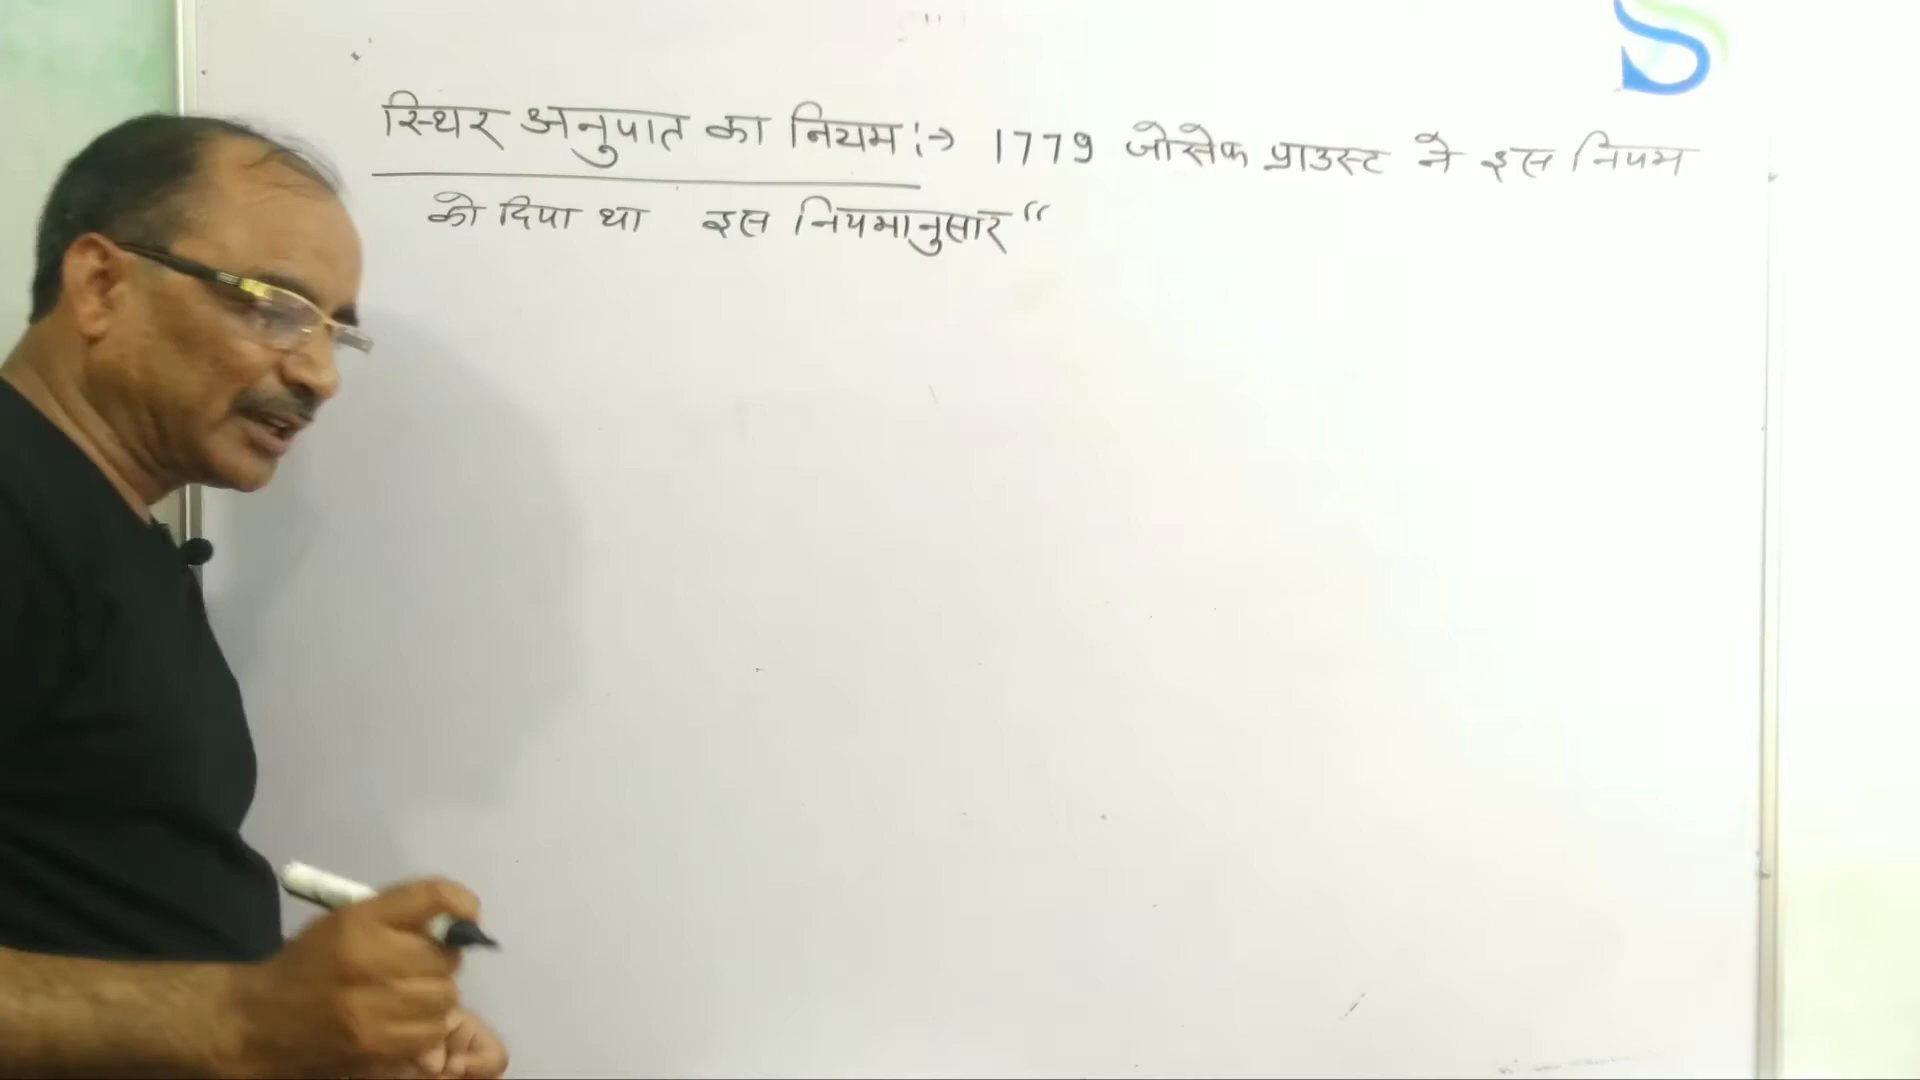 स्थिर अनुपात का नियम :→ 1779 जोसेफ प्राउस्ट ने इस नियम
को दिया था इस नियमानुसार "